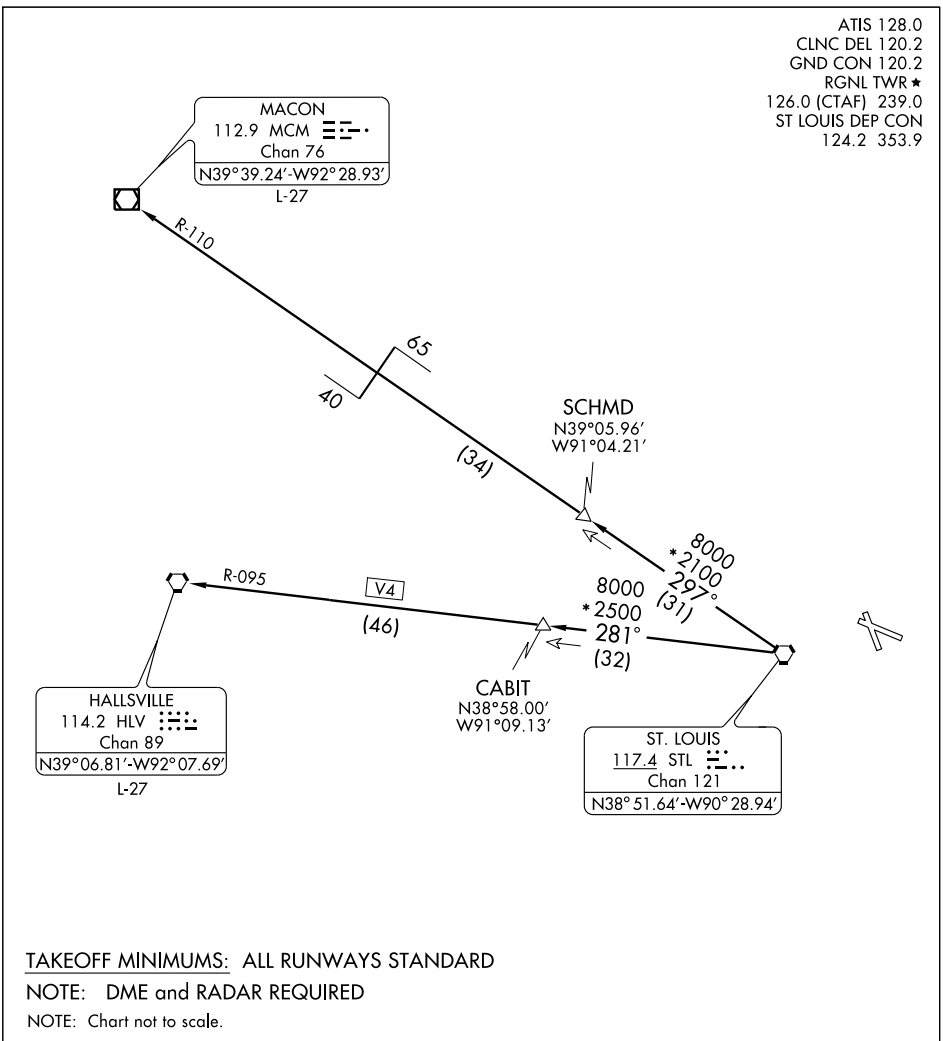 ATIS 128.0
CLNC DEL 120.2
GND CON 120.2
RGNL TWR ★
126.0 (CTAF) 239.0
ST LOUIS DEP CON
124.2 353.9
MACON
112.9 MCM
Chan 76
N39°39.24'-W92°28.93'
L-27
R-110
65
40
(34)
SCHMD
N39°05.96'
W91°04.21'
8000
*2100
297°
(31)
R-095
V4
(46)
8000
*2500
281°
(32)
CABIT
N38°58.00'
W91°09.13'
HALLSVILLE
114.2 HLV
Chan 89
N39°06.81'-W92°07.69'
L-27
ST. LOUIS
117.4 STL
Chan 121
N38°51.64'-W90°28.94'
TAKEOFF MINIMUMS: ALL RUNWAYS STANDARD
NOTE: DME and RADAR REQUIRED
NOTE: Chart not to scale.